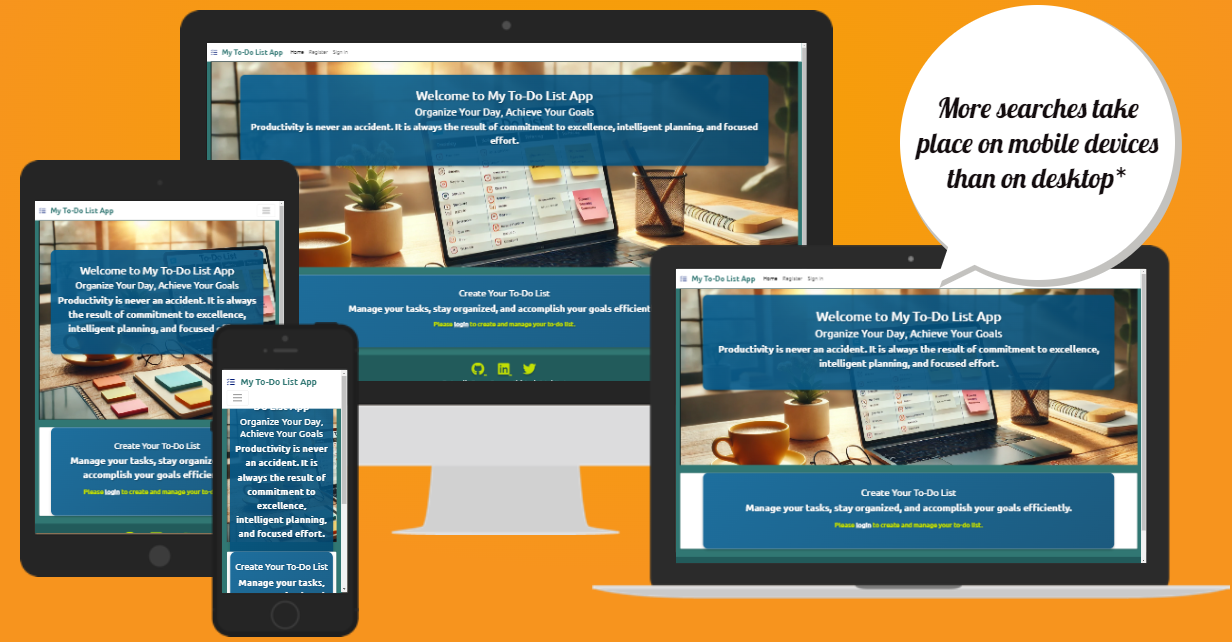 My To-Do List App Home Register Sign In
Welcome to My To-Do List App
Organize Your Day, Achieve Your Goals
Productivity is never an accident. It is always the result of commitment to excellence, intelligent planning, and focused
effort.
Create Your To-Do List
Manage your tasks, stay organized, and accomplish your goals efficient
Please login to create and manage your to-do list.
More searches take
place on mobile devices
than on desktop*
My To-Do List App
Welcome to My To-Do List App
Organize Your Day, Achieve Your Goals
Productivity is never an accident. It is always
the result of commitment to excellence,
intelligent planning, and focused
Create Your To-Do List
Manage your tasks, stay organiz
accomplish your goals efficie
Please login to create and manage your to-
My To-Do List App
Do List App
Organize Your Day,
Achieve Your Goals
Productivity is never
an accident. It is
always the result of
commitment to
excellence,
intelligent planning,
and focused effort.
Create Your To-Do List
Manage your tasks,
My To-Do List App Home Register Sign In
Welcome to My To-Do List App
Organize Your Day, Achieve Your Goals
Productivity is never an accident. It is always the result of commitment to excellence,
intelligent planning, and focused effort.
Create Your To-Do List
Manage your tasks, stay organized, and accomplish your goals efficiently.
Please login to create and manage your to-do list.